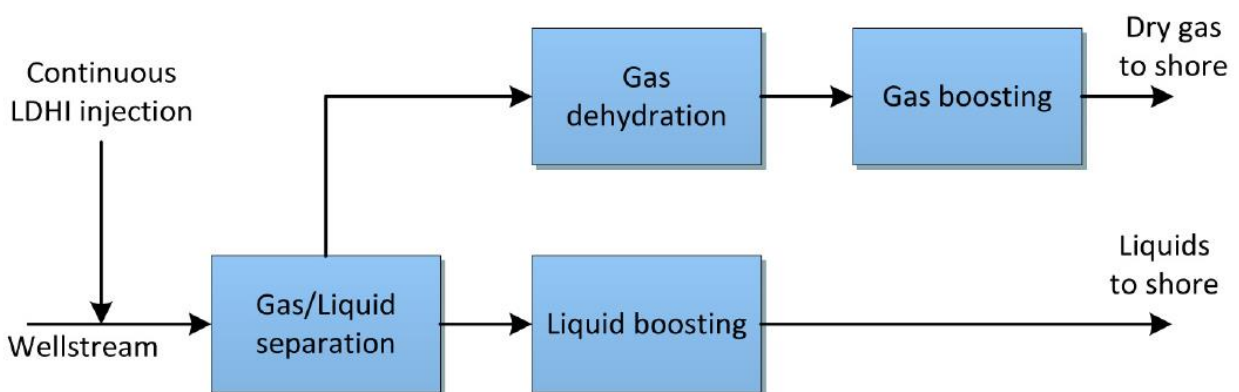 Continuous
LDHI injection
Wellstream
Gas/Liquid
separation
Gas
dehydration
Gas boosting
Dry gas
to shore
Liquid boosting
Liquids
to shore